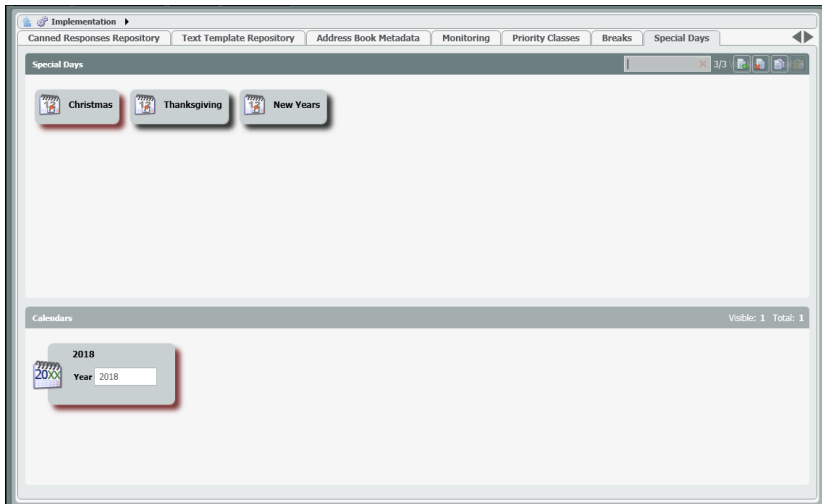 Implementation
Canned Responses Repository Text Template Repository Address Book Metadata Monitoring Priority Classes Breaks Special Days
Special Days 3/3
Christmas Thanksgiving New Years
Calendars Visible: 1 Total: 1
2018
Year 2018
20XX